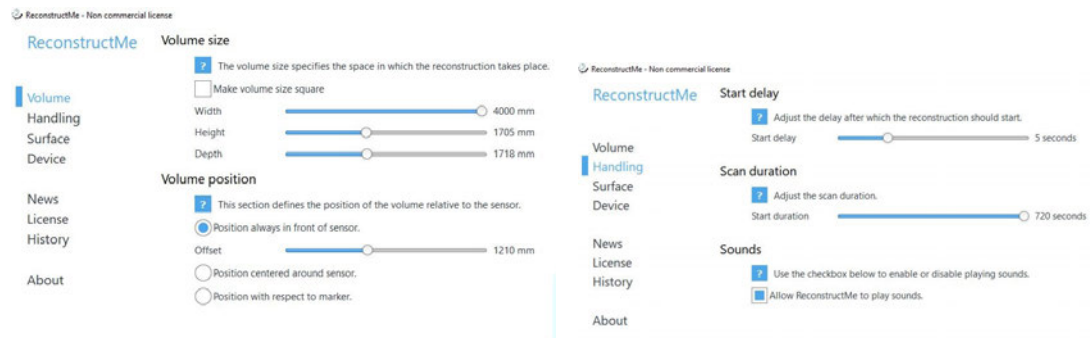 ReconstructMe - Non commercial license
ReconstructMe
Volume
Handling
Surface
Device
News
License
History
About
Volume size
? The volume size specifies the space in which the reconstruction takes place.
Make volume size square
Width 4000 mm
Height 1705 mm
Depth 1718 mm
Volume position
? This section defines the position of the volume relative to the sensor.
Position always in front of sensor.
Offset 1210 mm
Position centered around sensor.
Position with respect to marker.
ReconstructMe - Non commercial license
ReconstructMe
Volume
Handling
Surface
Device
News
License
History
About
Start delay
? Adjust the delay after which the reconstruction should start.
Start delay 5 seconds
Scan duration
? Adjust the scan duration.
Start duration 720 seconds
Sounds
? Use the checkbox below to enable or disable playing sounds.
Allow ReconstructMe to play sounds.